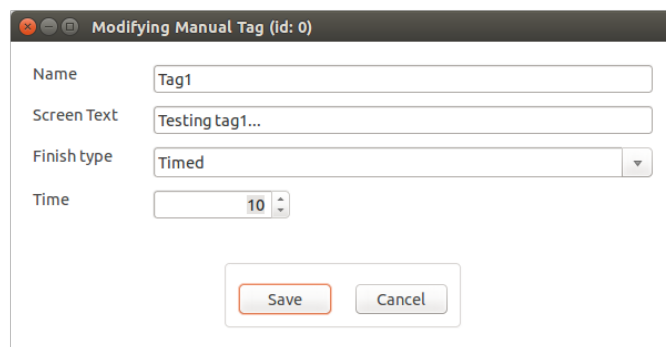 Modifying Manual Tag (id: 0)
Name Tag1
Screen Text Testing tag1...
Finish type Timed
Time 10
Save Cancel